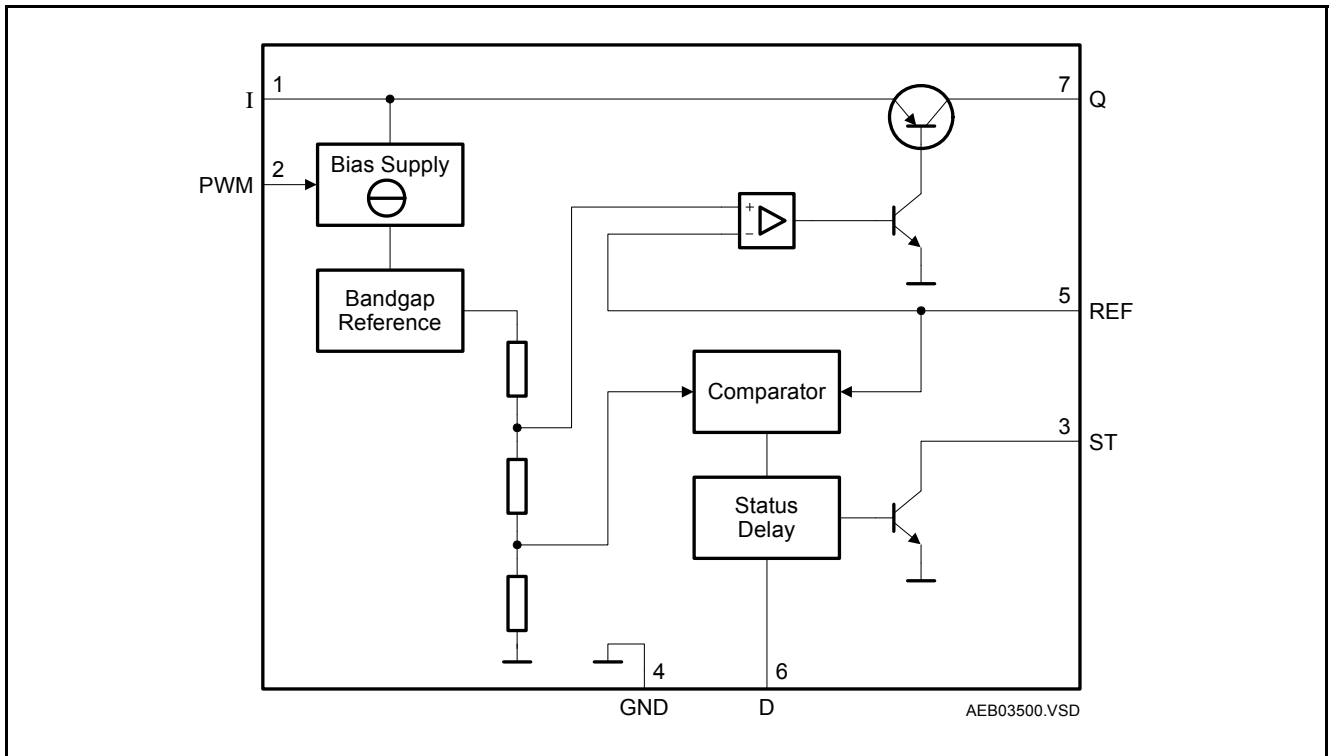 1
7
I
Q
Bias Supply
2
PWM
+
−
Bandgap
Reference
5
REF
Comparator
3
ST
Status
Delay
4
6
GND
D
AEB03500.VSD